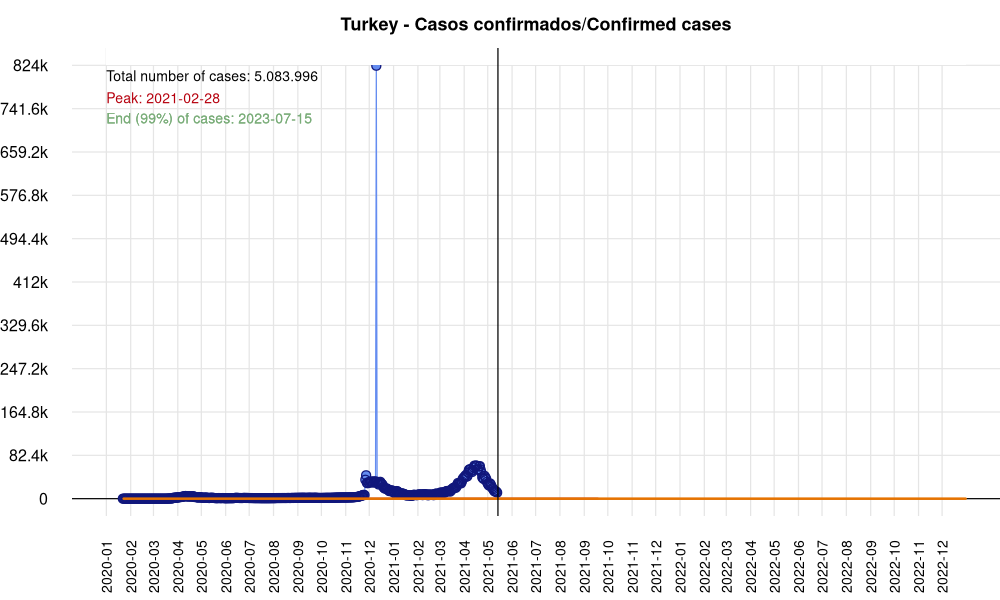 Turkey - Casos confirmados/Confirmed cases
824k
Total number of cases: 5.083.996
Peak: 2021-02-28
741.6k
End (99%) of cases: 2023-07-15
659.2k
576.8k
494.4k
412k
329.6k
247.2k
164.8k
82.4k
0
2020-01
2020-02
2020-03
2020-04
2020-05
2020-06
2020-07
2020-08
2020-09
2020-10
2020-11
2020-12
2021-01
2021-02
2021-03
2021-04
2021-05
2021-06
2021-07
2021-08
2021-09
2021-10
2021-11
2021-12
2022-01
2022-02
2022-03
2022-04
2022-05
2022-06
2022-07
2022-08
2022-09
2022-10
2022-11
2022-12